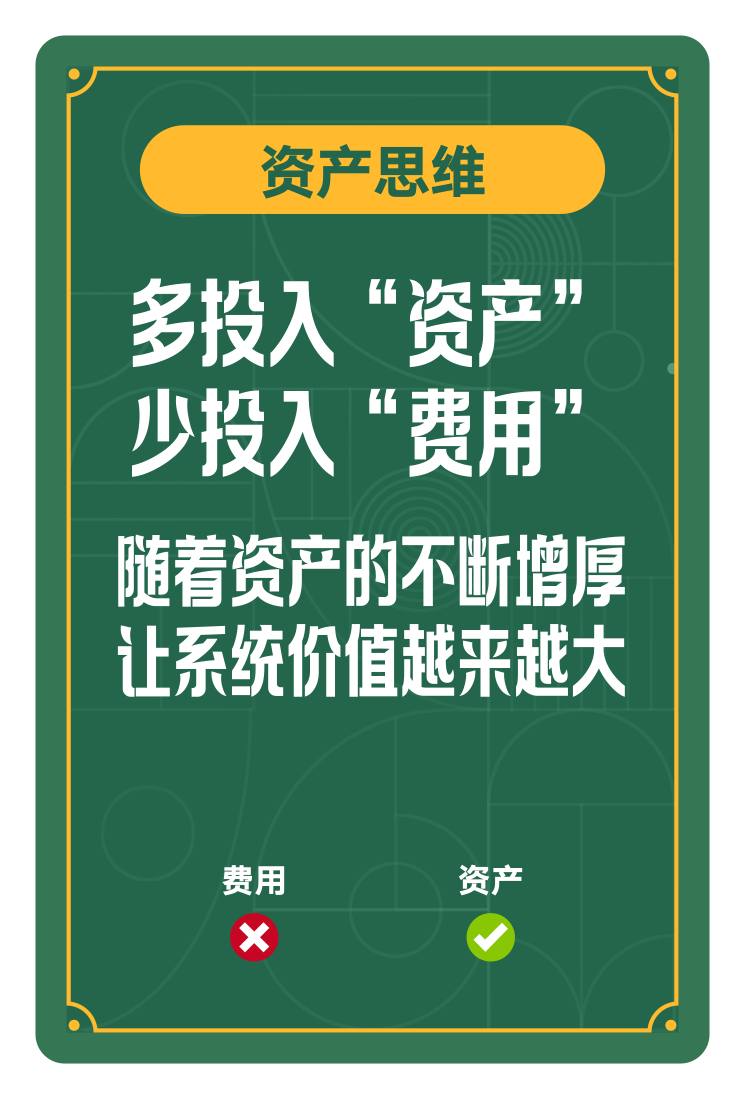 资产思维
多投入“资产”
少投入“费用”
随着资产的不断增厚
让系统价值越来越大
费用 资产